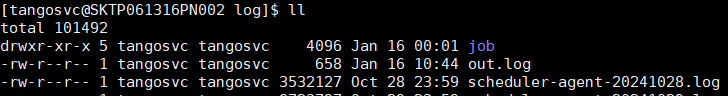 [tangosvc@SKTP061316PN002 log]$ ll
total 101492
drwxr-xr-x 5 tangosvc tangosvc    4096 Jan 16 00:01 job
-rw-r--r-- 1 tangosvc tangosvc     658 Jan 16 10:44 out.log
-rw-r--r-- 1 tangosvc tangosvc 3532127 Oct 28 23:59 scheduler-agent-20241028.log